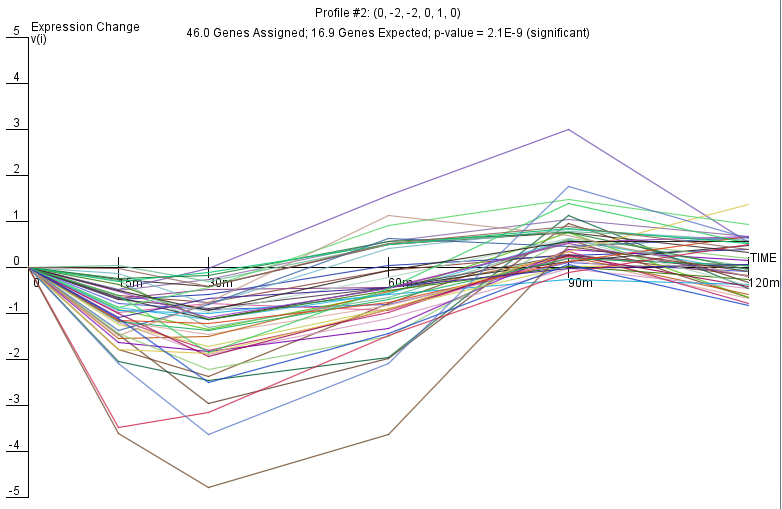 Profile #2: (0, -2, -2, 0, 1, 0)
Expression Change
v(i)
46.0 Genes Assigned; 16.9 Genes Expected; p-value = 2.1E-9 (significant)
5
4
3
2
1
0
-1
-2
-3
-4
-5
TIME
0 15m 30m 60m 90m 120m